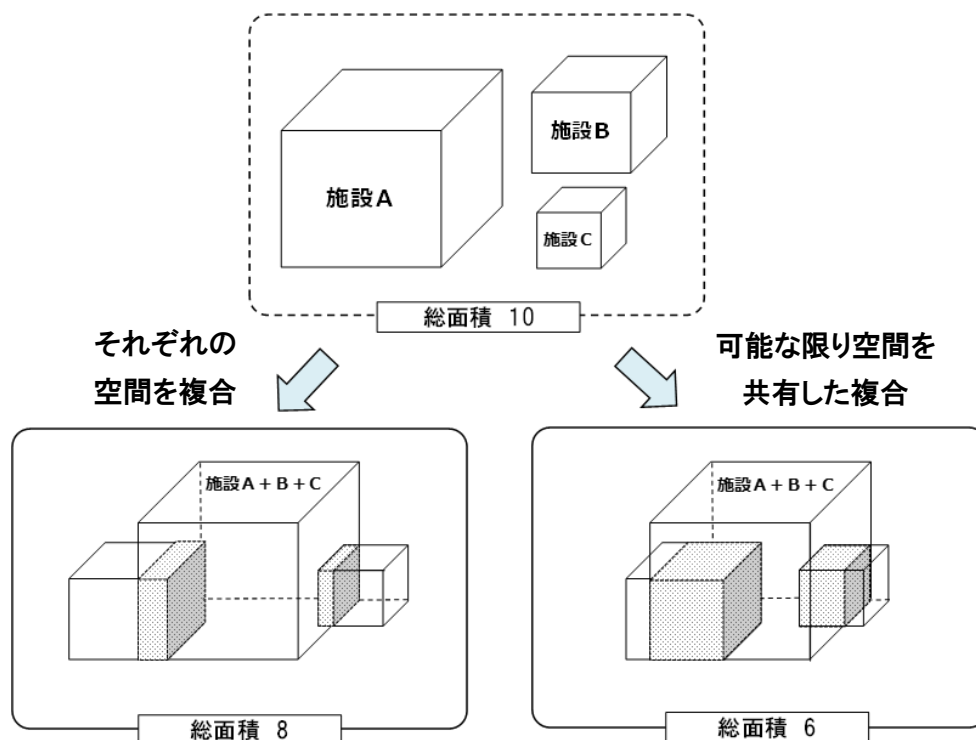 施設A
施設B
施設C
総面積 10
それぞれの
空間を複合
可能な限り空間を
共有した複合
施設A+B+C
総面積 8
施設A+B+C
総面積 6